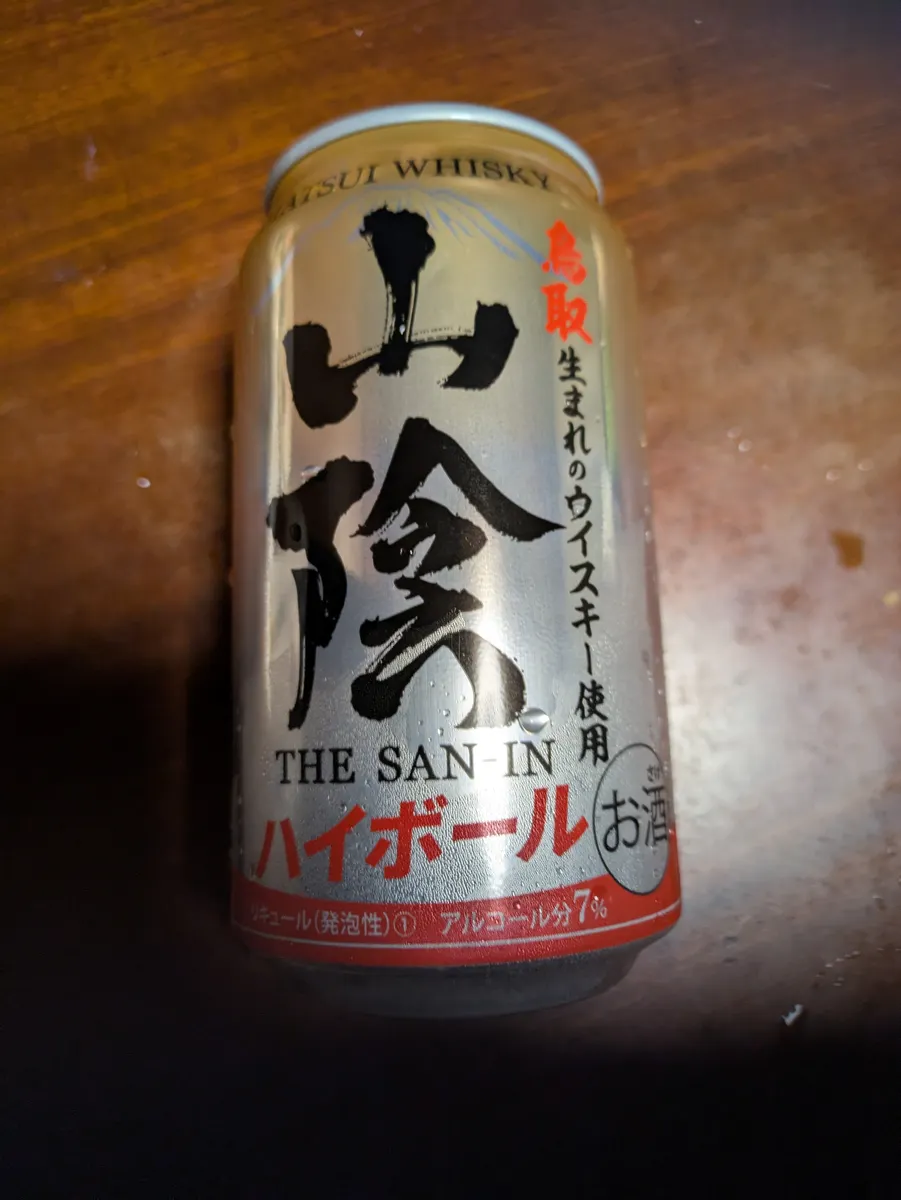 MATSUI WHISKY
山陰
鳥取生まれのウイスキー使用
THE SAN-IN
ハイボール
お酒
リキュール(発泡性)① アルコール分7%